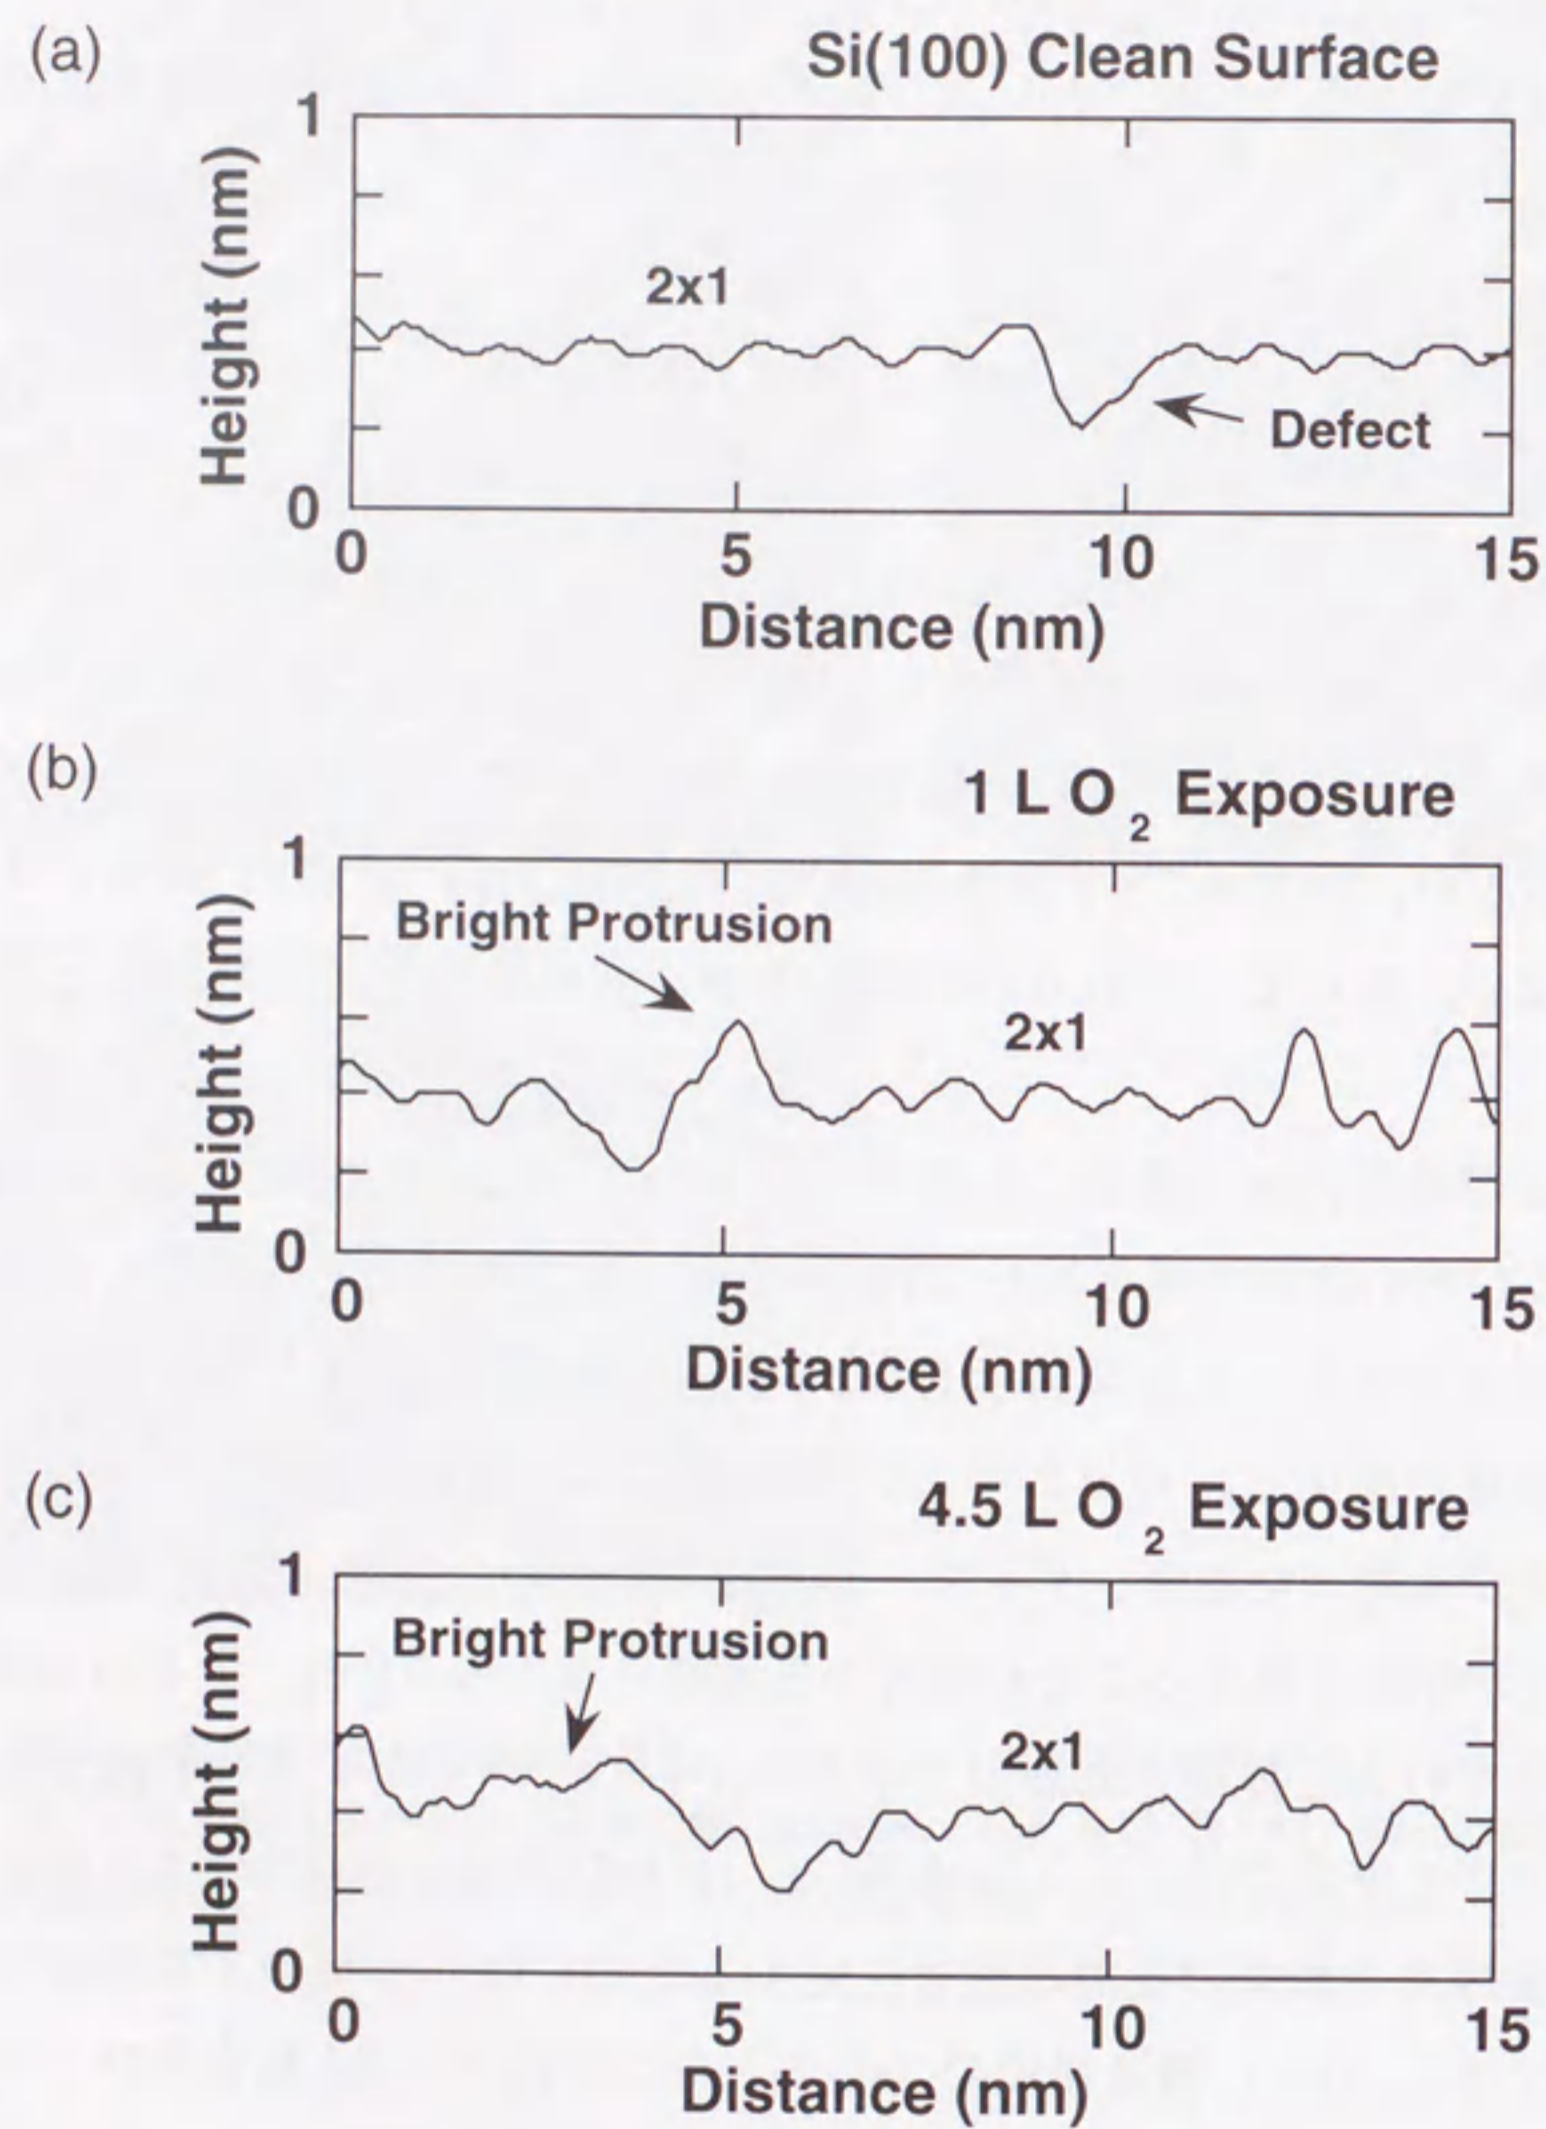 (a)
Si(100) Clean Surface
1
Height (nm)
2x1
Defect
0
0 5 10 15
Distance (nm)
(b)
1 L O2 Exposure
1
Bright Protrusion
Height (nm)
2x1
0
0 5 10 15
Distance (nm)
(c)
4.5 L O2 Exposure
1
Bright Protrusion
Height (nm)
2x1
0
0 5 10 15
Distance (nm)